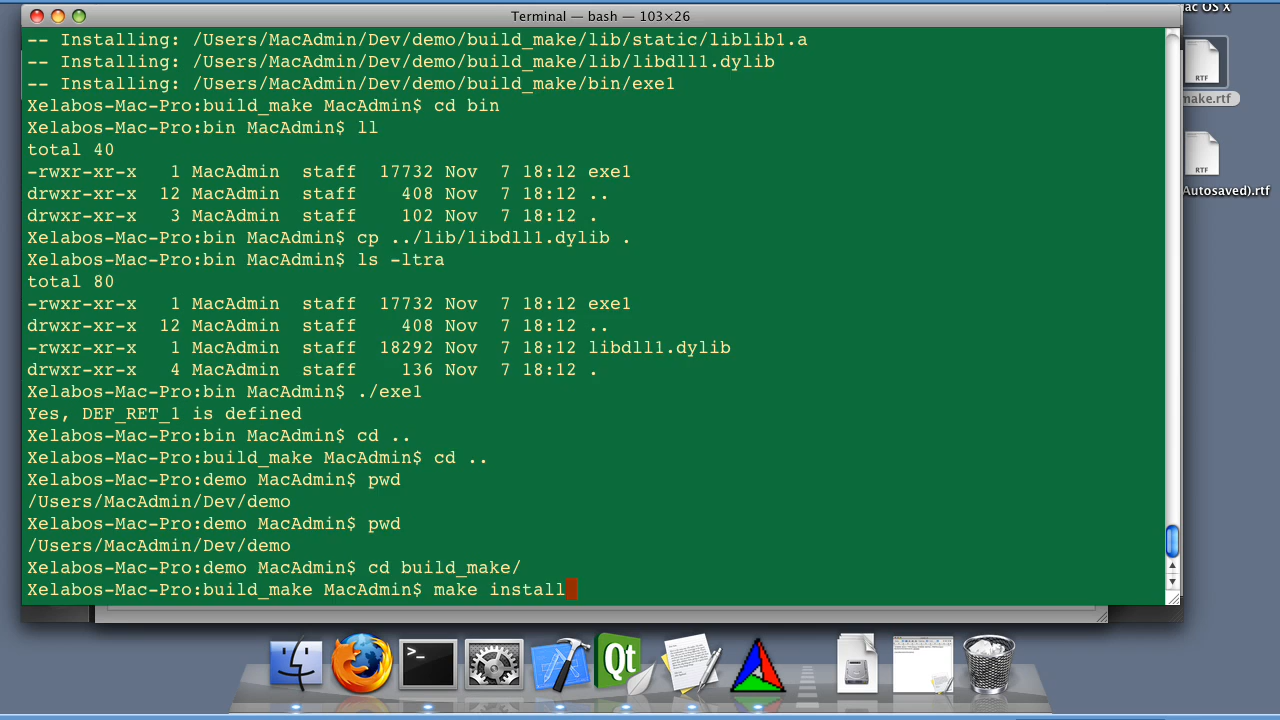 Terminal — bash — 103×26
ac OS X
-- Installing: /Users/MacAdmin/Dev/demo/build_make/lib/static/liblib1.a
-- Installing: /Users/MacAdmin/Dev/demo/build_make/lib/libdll1.dylib
-- Installing: /Users/MacAdmin/Dev/demo/build_make/bin/exe1
Xelabos-Mac-Pro:build_make MacAdmin$ cd bin
Xelabos-Mac-Pro:bin MacAdmin$ ll
total 40
-rwxr-xr-x   1 MacAdmin  staff  17732 Nov  7 18:12 exe1
drwxr-xr-x  12 MacAdmin  staff    408 Nov  7 18:12 ..
drwxr-xr-x   3 MacAdmin  staff    102 Nov  7 18:12 .
Xelabos-Mac-Pro:bin MacAdmin$ cp ../lib/libdll1.dylib .
Xelabos-Mac-Pro:bin MacAdmin$ ls -ltra
total 80
-rwxr-xr-x   1 MacAdmin  staff  17732 Nov  7 18:12 exe1
drwxr-xr-x  12 MacAdmin  staff    408 Nov  7 18:12 ..
-rwxr-xr-x   1 MacAdmin  staff  18292 Nov  7 18:12 libdll1.dylib
drwxr-xr-x   4 MacAdmin  staff    136 Nov  7 18:12 .
Xelabos-Mac-Pro:bin MacAdmin$ ./exe1
Yes, DEF_RET_1 is defined
Xelabos-Mac-Pro:bin MacAdmin$ cd ..
Xelabos-Mac-Pro:build_make MacAdmin$ cd ..
Xelabos-Mac-Pro:demo MacAdmin$ pwd
/Users/MacAdmin/Dev/demo
Xelabos-Mac-Pro:demo MacAdmin$ pwd
/Users/MacAdmin/Dev/demo
Xelabos-Mac-Pro:demo MacAdmin$ cd build_make/
Xelabos-Mac-Pro:build_make MacAdmin$ make install
RTF
make.rtf
RTF
Autosaved).rtf
>_
Qt